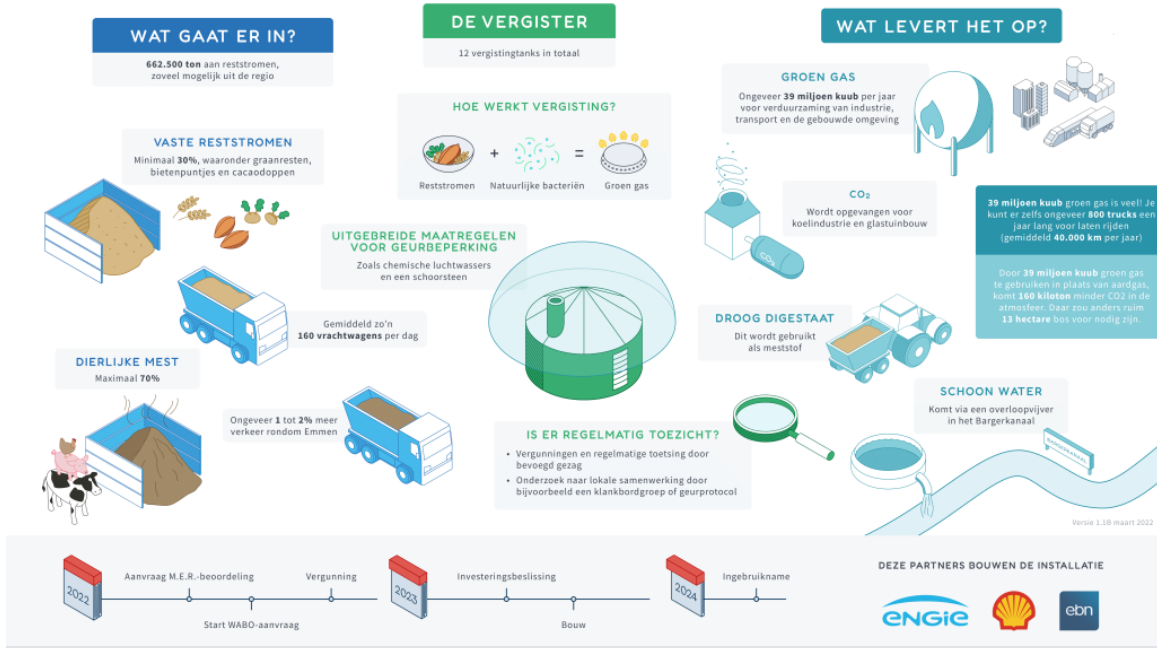 WAT GAAT ER IN?
662.500 ton aan reststromen,
zoveel mogelijk uit de regio
VASTE RESTSTROMEN
Minimaal 30%, waaronder graanresten,
bietenpuntjes en cacaodoppen
Gemiddeld zo'n
160 vrachtwagens per dag
DIERLIJKE MEST
Maximaal 70%
Ongeveer 1 tot 2% meer
verkeer rondom Emmen
DE VERGISTER
12 vergistingtanks in totaal
HOE WERKT VERGISTING?
+
=
Reststromen
Natuurlijke bacteriën
Groen gas
UITGEBREIDE MAATREGELEN
VOOR GEURBEPERKING
Zoals chemische luchtwassers
en een schoorsteen
IS ER REGELMATIG TOEZICHT?
• Vergunningen en regelmatige toetsing door
bevoegd gezag
• Onderzoek naar lokale samenwerking door
bijvoorbeeld een klankbordgroep of geurprotocol
WAT LEVERT HET OP?
GROEN GAS
Ongeveer 39 miljoen kuub per jaar
voor verduurzaming van industrie,
transport en de gebouwde omgeving
CO₂
Wordt opgevangen voor
koelindustrie en glastuinbouw
CO₂
39 miljoen kuub groen gas is veel! Je
kunt er zelfs ongeveer 800 trucks een
jaar lang voor laten rijden
(gemiddeld 40.000 km per jaar)
Door 39 miljoen kuub groen gas
te gebruiken in plaats van aardgas,
komt 160 kiloton minder CO2 in de
atmosfeer. Daar zou anders ruim
13 hectare bos voor nodig zijn.
DROOG DIGESTAAT
Dit wordt gebruikt
als meststof
SCHOON WATER
Komt via een overloopvijver
in het Bargerkanaal
BARGERKANAAL
Versie 1.1B maart 2022
2022
Aanvraag M.E.R.-beoordeling
Start WABO-aanvraag
Vergunning
2023
Investeringsbeslissing
Bouw
2024
Ingebruikname
DEZE PARTNERS BOUWEN DE INSTALLATIE
ENGIE
ebn